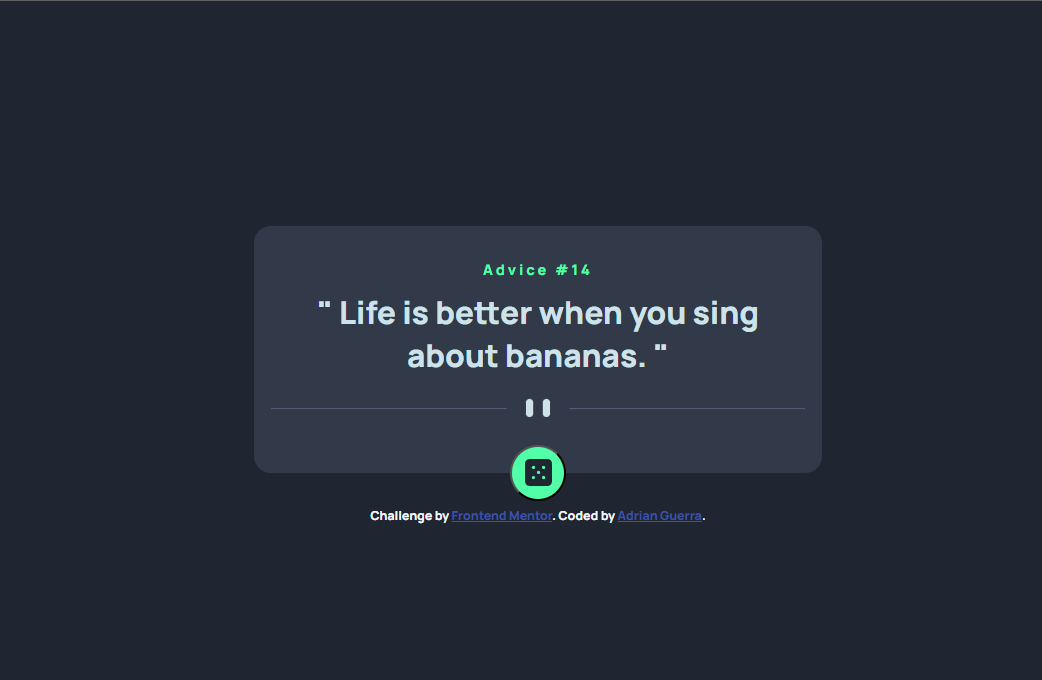 Advice #14
" Life is better when you sing
about bananas. "
Challenge by Frontend Mentor. Coded by Adrian Guerra.